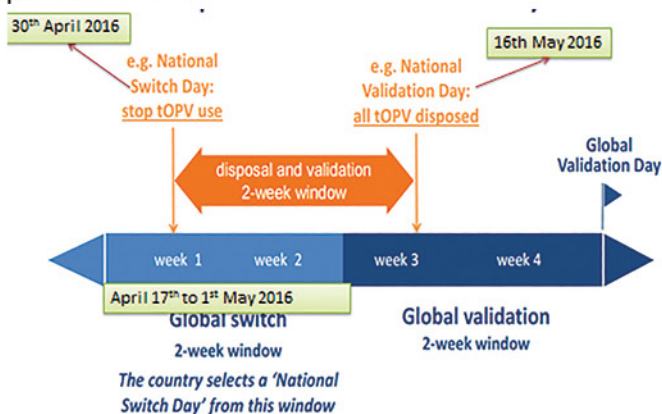 30th April 2016
16th May 2016
e.g. National
Switch Day:
stop tOPV use
e.g. National
Validation Day:
all tOPV disposed
Global
Validation Day
disposal and validation
2-week window
week 1
week 2
week 3
week 4
April 17th to 1st May 2016
Global switch
2-week window
The country selects a ‘National
Switch Day’ from this window
Global validation
2-week window